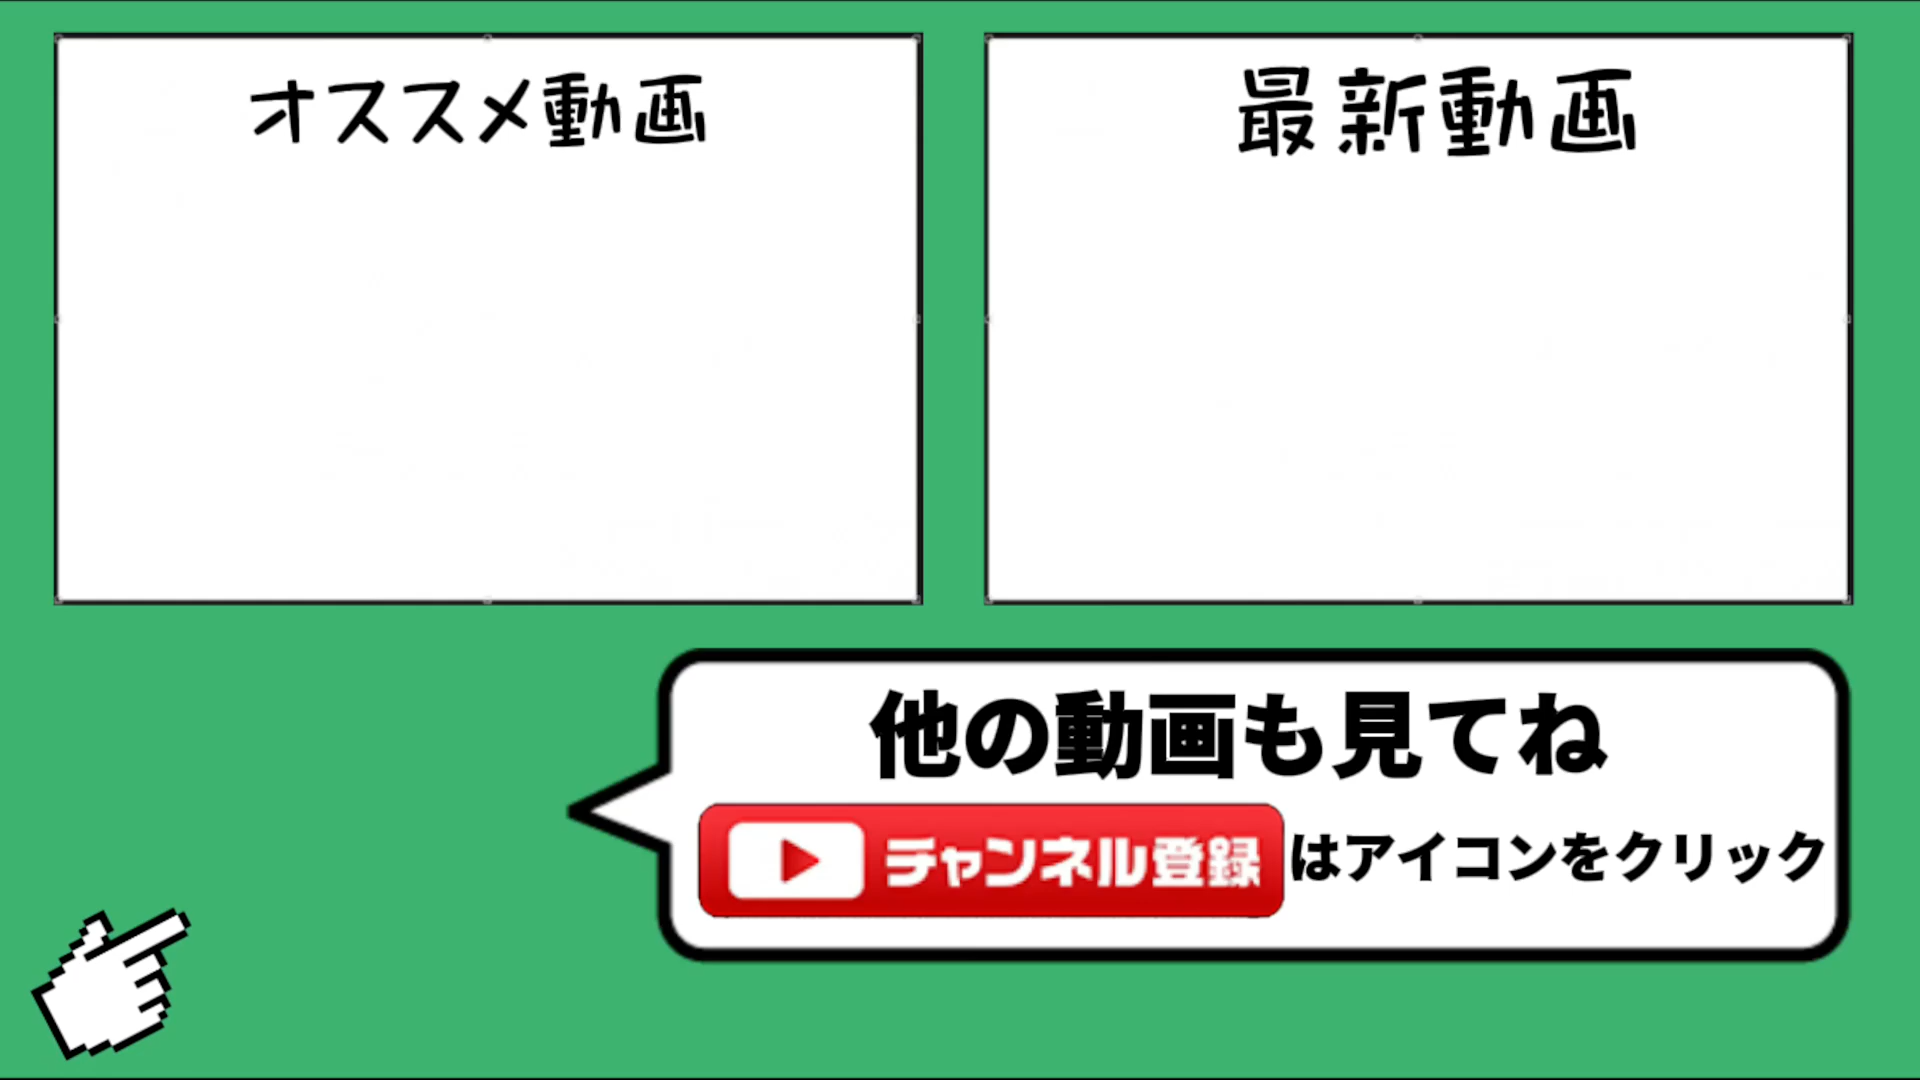 オススメ動画
最新動画
他の動画も見てね
チャンネル登録はアイコンをクリック